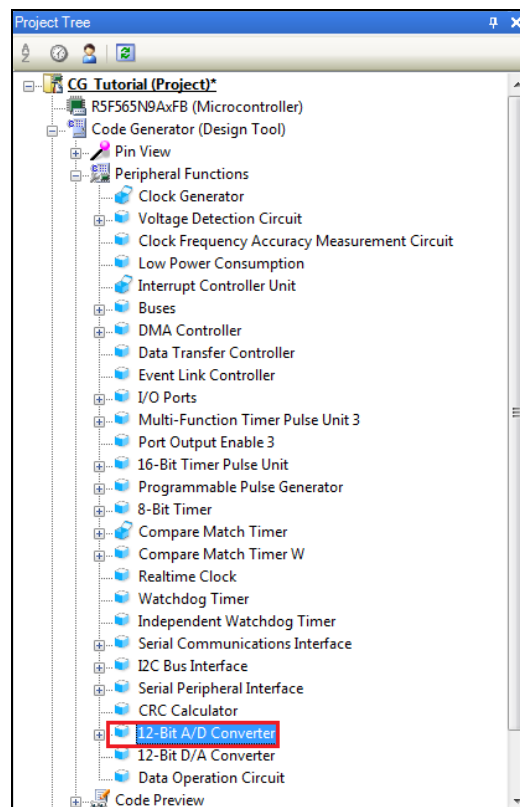 Project Tree
CG_Tutorial (Project)*
R5F565N9AxFB (Microcontroller)
Code Generator (Design Tool)
Pin View
Peripheral Functions
Clock Generator
Voltage Detection Circuit
Clock Frequency Accuracy Measurement Circuit
Low Power Consumption
Interrupt Controller Unit
Buses
DMA Controller
Data Transfer Controller
Event Link Controller
I/O Ports
Multi-Function Timer Pulse Unit 3
Port Output Enable 3
16-Bit Timer Pulse Unit
Programmable Pulse Generator
8-Bit Timer
Compare Match Timer
Compare Match Timer W
Realtime Clock
Watchdog Timer
Independent Watchdog Timer
Serial Communications Interface
I2C Bus Interface
Serial Peripheral Interface
CRC Calculator
12-Bit A/D Converter
12-Bit D/A Converter
Data Operation Circuit
Code Preview